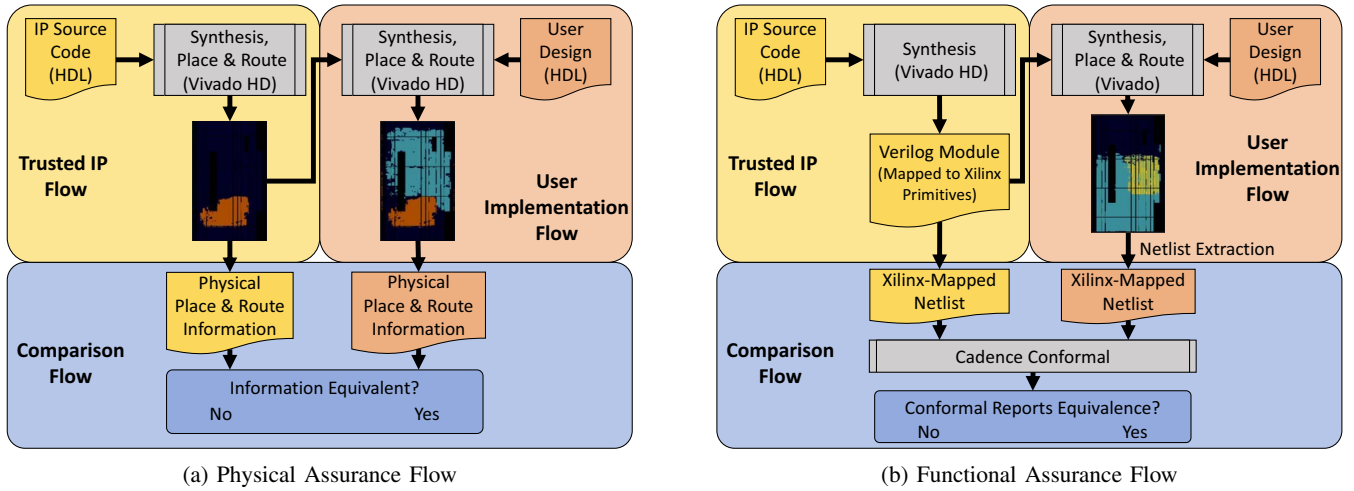 IP Source
Code
(HDL)
Synthesis,
Place & Route
(Vivado HD)
Synthesis,
Place & Route
(Vivado HD)
User
Design
(HDL)
Trusted IP
Flow
User
Implementation
Flow
Physical
Place & Route
Information
Physical
Place & Route
Information
Comparison
Flow
Information Equivalent?
No Yes
(a) Physical Assurance Flow
IP Source
Code
(HDL)
Synthesis
(Vivado HD)
Synthesis,
Place & Route
(Vivado)
User
Design
(HDL)
Trusted IP
Flow
Verilog Module
(Mapped to Xilinx
Primitives)
User
Implementation
Flow
Netlist Extraction
Xilinx-Mapped
Netlist
Xilinx-Mapped
Netlist
Comparison
Flow
Cadence Conformal
Conformal Reports Equivalence?
No Yes
(b) Functional Assurance Flow